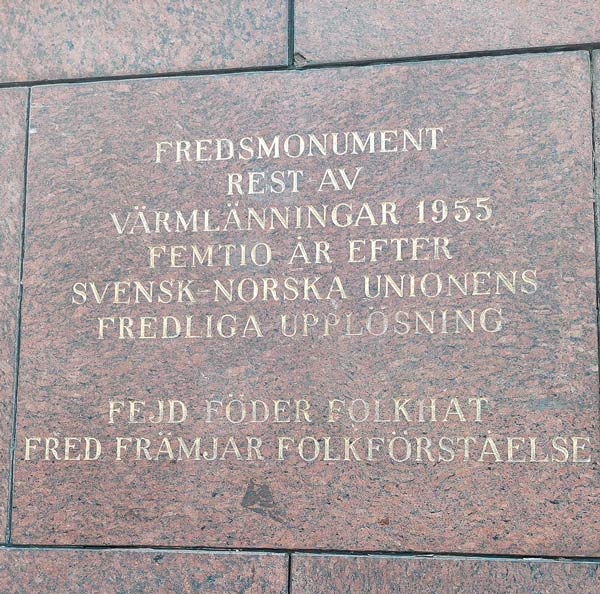 FREDSMONUMENT
REST AV
VÄRMLÄNNINGAR 1955
FEMTIO ÅR EFTER
SVENSK-NORSKA UNIONENS
FREDLIGA UPPLÖSNING
FEJD FÖDER FOLKHAT
FRED FRÄMJAR FOLKFÖRSTÅELSE